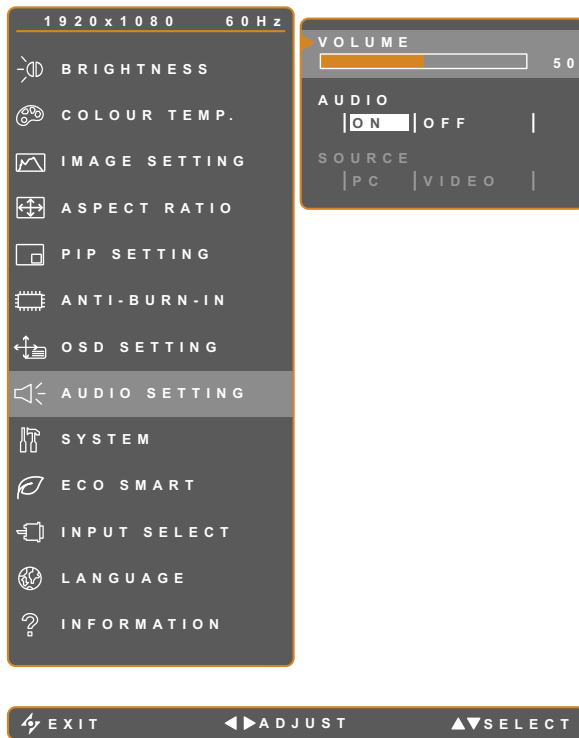 1920x1080 60Hz
BRIGHTNESS
COLOUR TEMP.
IMAGE SETTING
ASPECT RATIO
PIP SETTING
ANTI-BURN-IN
OSD SETTING
AUDIO SETTING
SYSTEM
ECO SMART
INPUT SELECT
LANGUAGE
INFORMATION
VOLUME
50
AUDIO
ON OFF
SOURCE
PC VIDEO
EXIT ◀▶ADJUST ▲▼SELECT